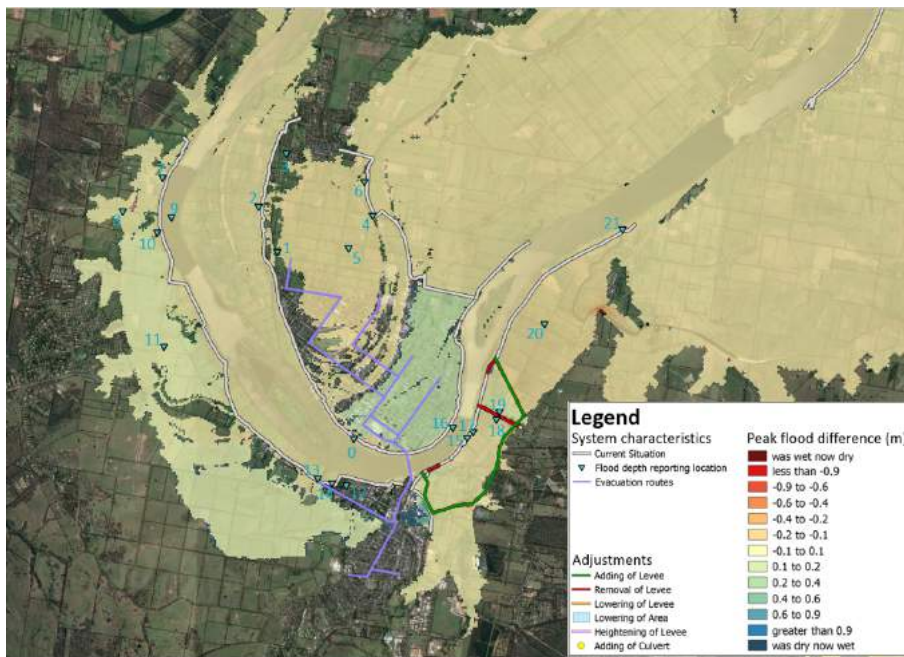 8
9
10
2
3
6
4
1
5
21
20
11
16
15
19
18
0
13
Legend
System characteristics
Current Situation
Flood depth reporting location
Evacuation routes
Adjustments
Adding of Levee
Removal of Levee
Lowering of Levee
Lowering of Area
Heightening of Levee
Adding of Culvert
Peak flood difference (m)
was wet now dry
less than -0.9
-0.9 to -0.6
-0.6 to -0.4
-0.4 to -0.2
-0.2 to -0.1
-0.1 to 0.1
0.1 to 0.2
0.2 to 0.4
0.4 to 0.6
0.6 to 0.9
greater than 0.9
was dry now wet